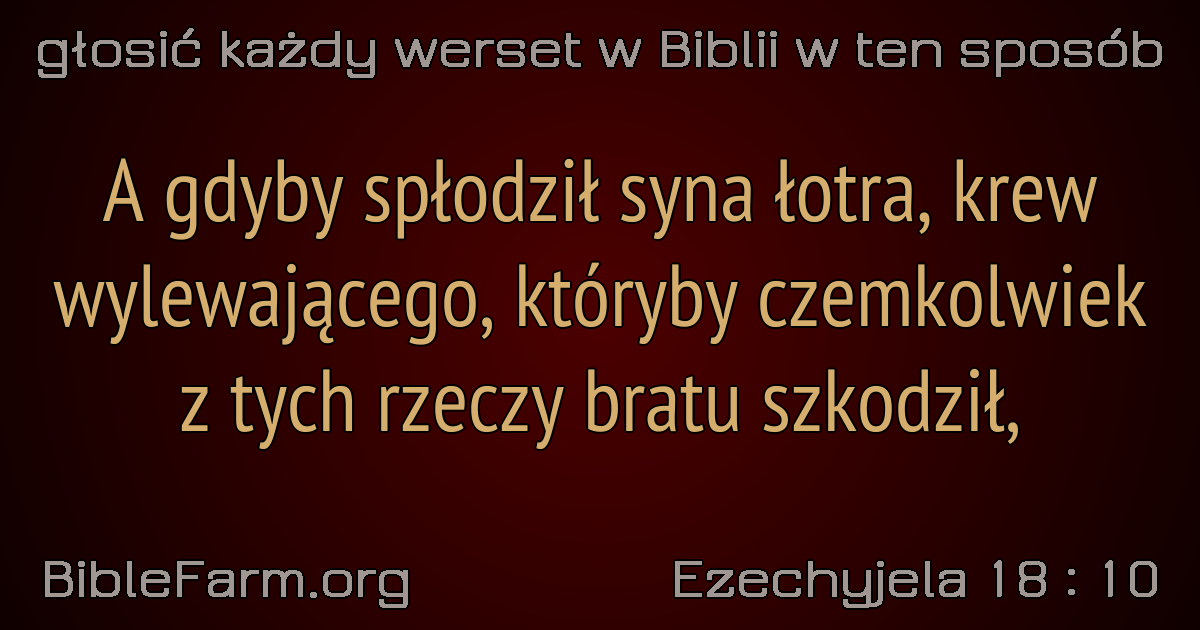 głosić każdy werset w Biblii w ten sposób
A gdyby spłodził syna łotra, krew
wylewającego, któryby czemkolwiek
z tych rzeczy bratu szkodził,
BibleFarm.org
Ezechyjela 18 : 10